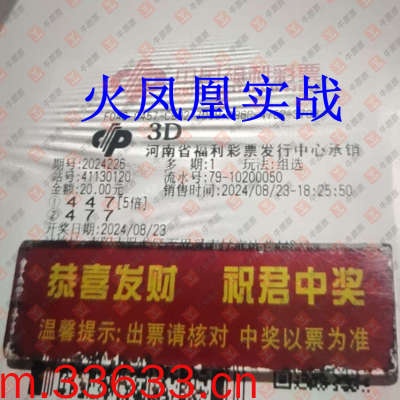 火凤凰实战
3D
河南省福利彩票发行中心承销
期号:2024226 多期:1 玩法:组选
站号:41130120 流水号:79-10200050
金额:20.00元 销售时间:2024/08/23-18:25:50
① 447[5倍]
② 477
开奖日期:2024/08/23
恭喜发财 祝君中奖
温馨提示:出票请核对 中奖以票为准
m.33633.cn